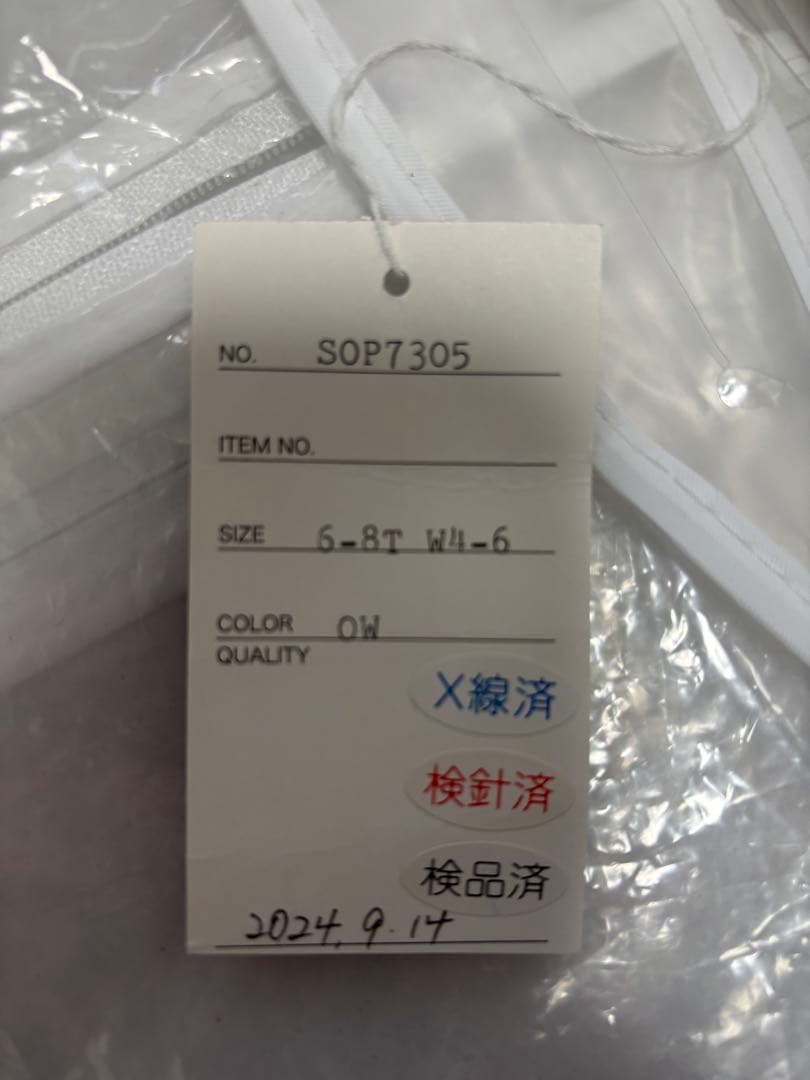 NO. SOP7305
ITEM NO.
SIZE 6-8T W4-6
COLOR OW
QUALITY
X線済
検針済
検品済
2024.9.14